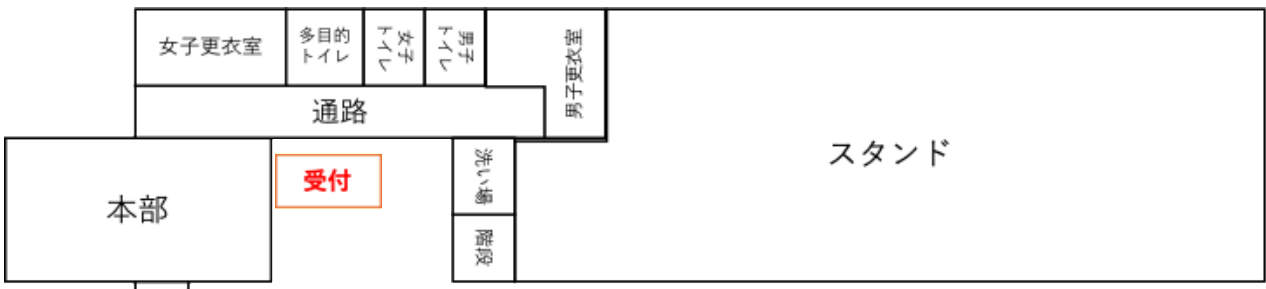 女子更衣室
多目的
トイレ
女子
トイレ
男子
トイレ
男子更衣室
通路
スタンド
受付
洗い場
本部
階段